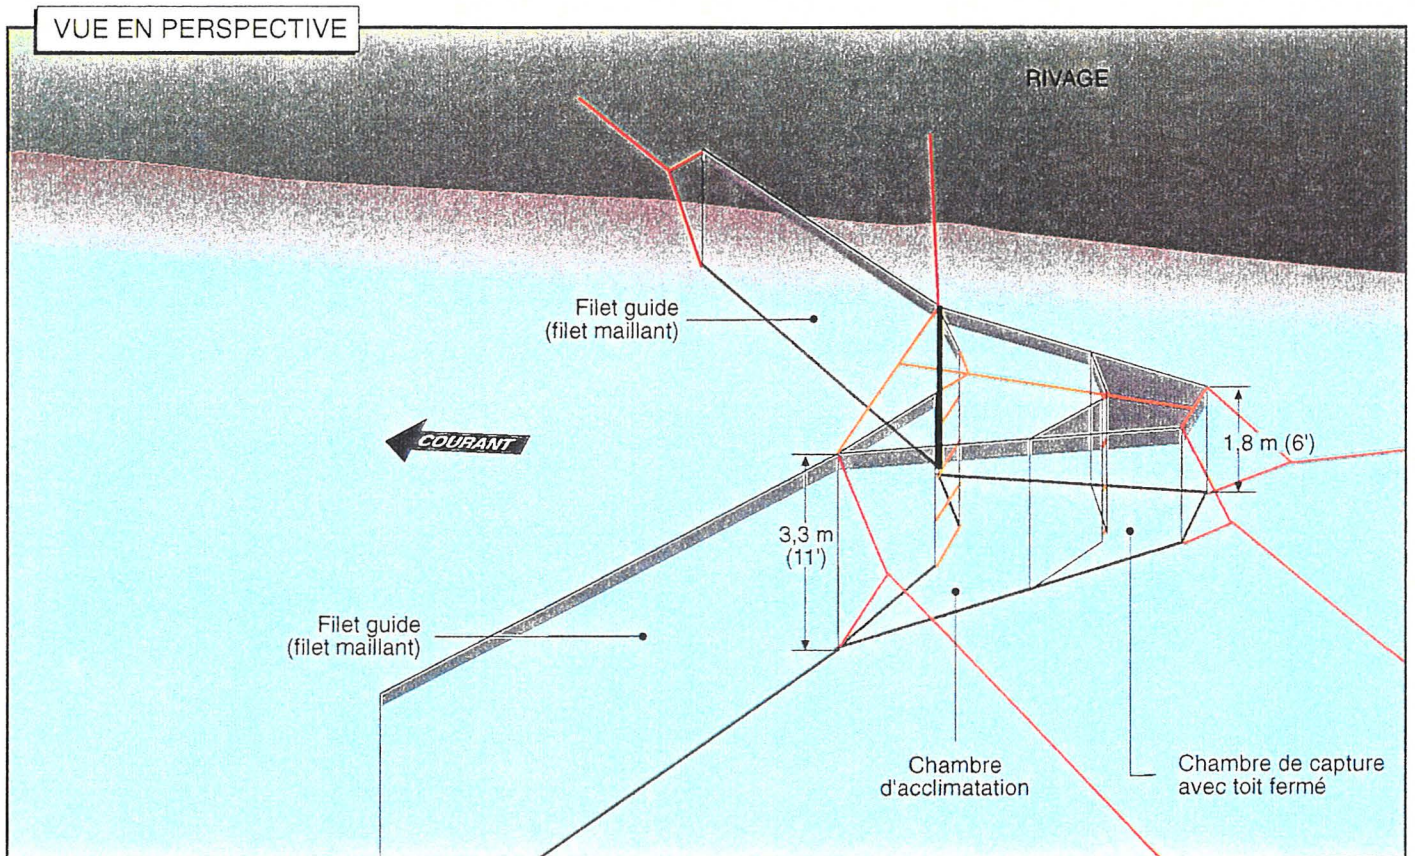 VUE EN PERSPECTIVE
RIVAGE
Filet guide
(filet maillant)
COURANT
1,8 m (6')
3,3 m
(11')
Filet guide
(filet maillant)
Chambre
d'acclimatation
Chambre de capture
avec toit fermé